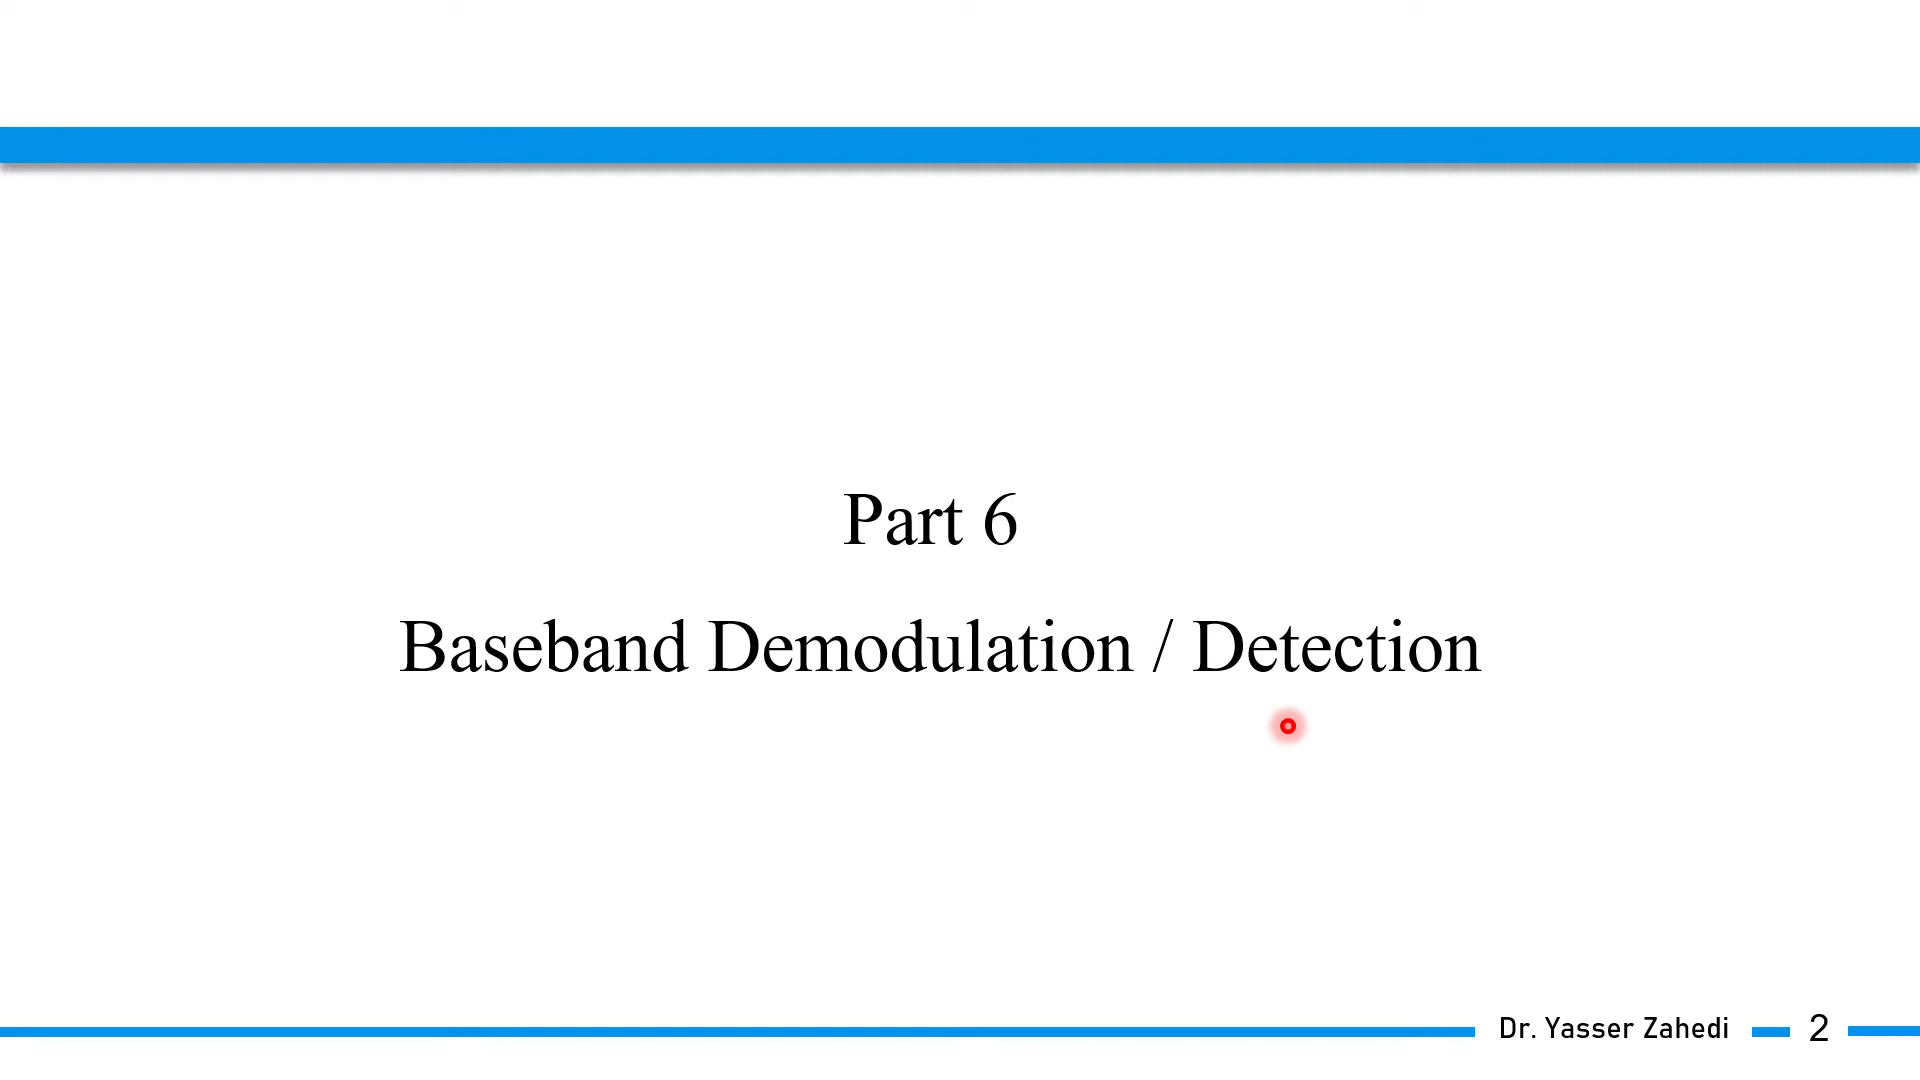 Part 6
Baseband Demodulation / Detection
Dr. Yasser Zahedi 2